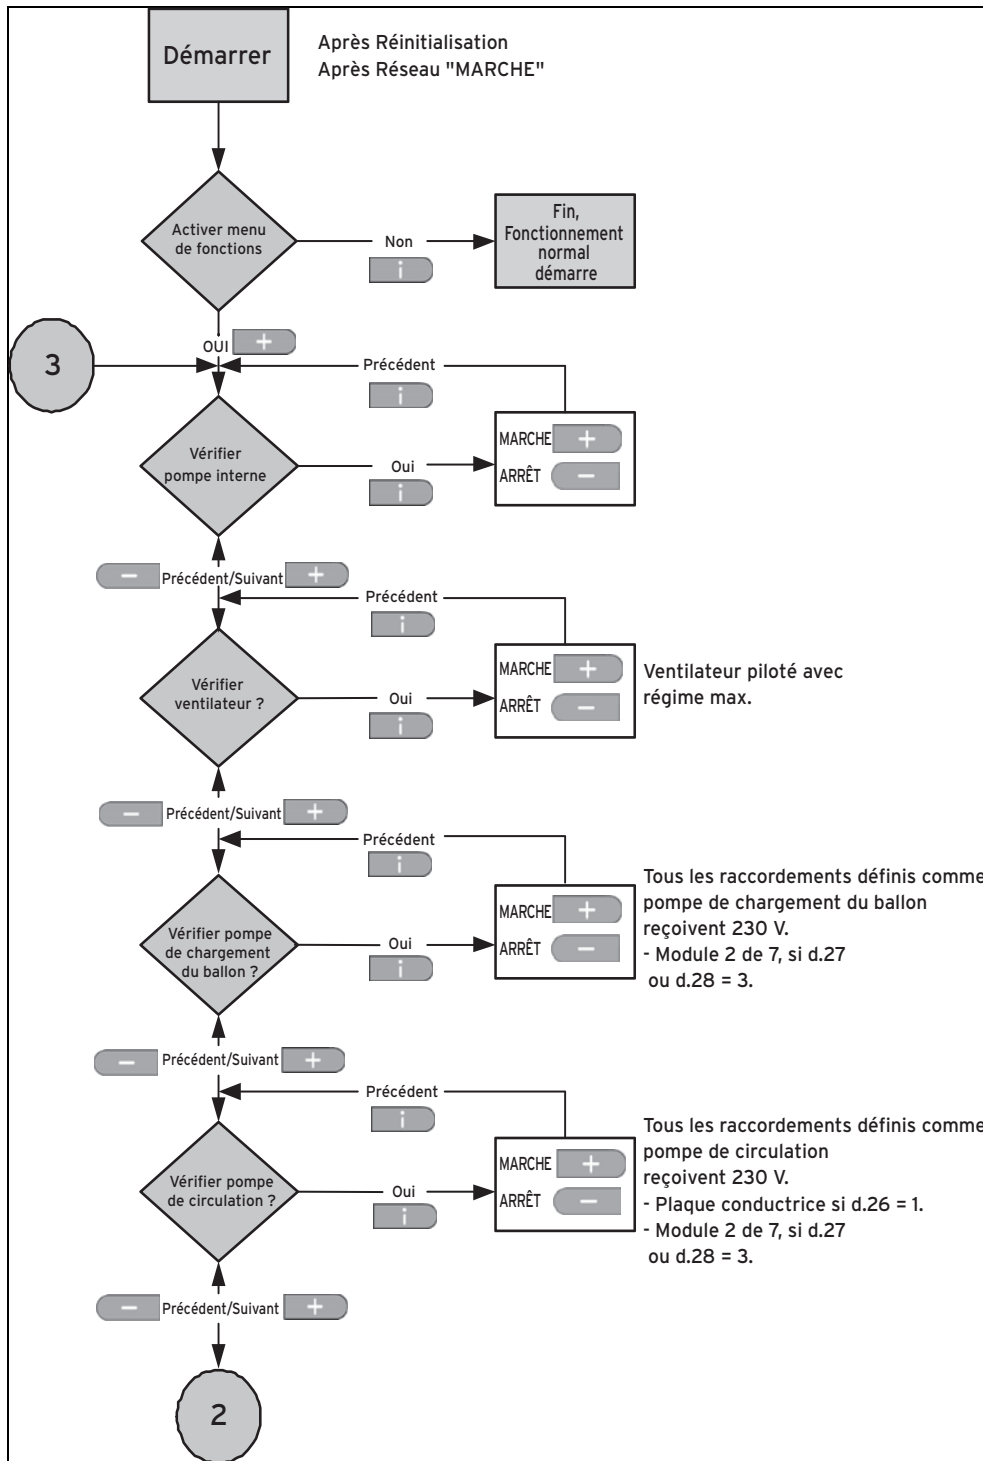 Démarrer
Après Réinitialisation
Après Réseau "MARCHE"
Activer menu
de fonctions
Non
i
Fin,
Fonctionnement
normal
démarre
OUI +
3
Précédent
i
Vérifier
pompe interne
Oui
i
MARCHE +
ARRÊT −
− Précédent/Suivant +
Précédent
i
Vérifier
ventilateur ?
Oui
i
MARCHE +
ARRÊT −
Ventilateur piloté avec
régime max.
− Précédent/Suivant +
Précédent
i
Vérifier pompe
de chargement
du ballon ?
Oui
i
MARCHE +
ARRÊT −
Tous les raccordements définis comme
pompe de chargement du ballon
reçoivent 230 V.
- Module 2 de 7, si d.27
ou d.28 = 3.
− Précédent/Suivant +
Précédent
i
Vérifier pompe
de circulation ?
Oui
i
MARCHE +
ARRÊT −
Tous les raccordements définis comme
pompe de circulation
reçoivent 230 V.
- Plaque conductrice si d.26 = 1.
- Module 2 de 7, si d.27
ou d.28 = 3.
− Précédent/Suivant +
2